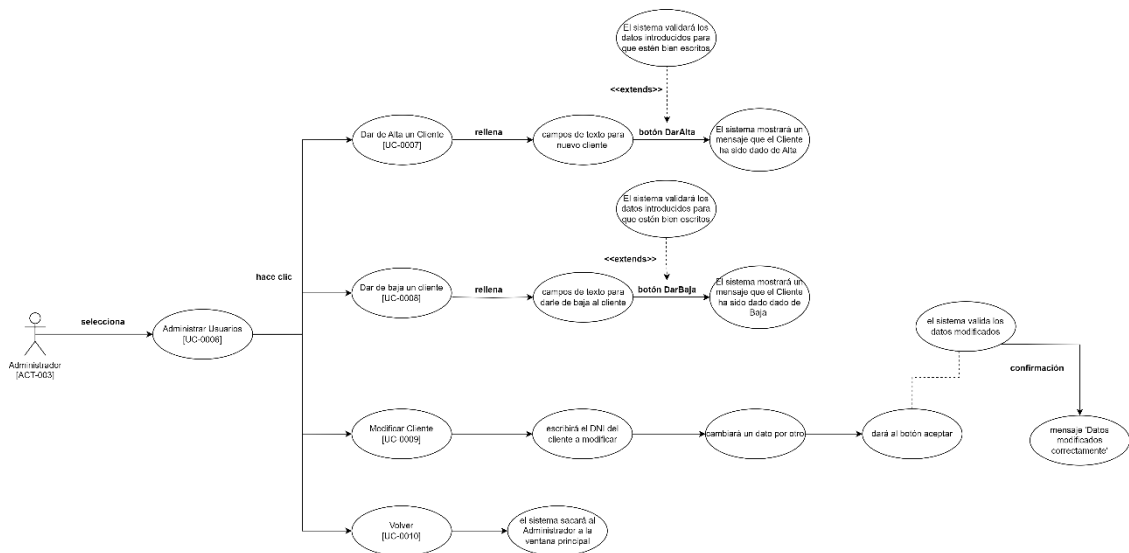 El sistema validará los
datos introducidos para
que estén bien escritos
<<extends>>
Dar de Alta un Cliente
[UC-0007]
rellena
campos de texto para
nuevo cliente
botón DarAlta
El sistema mostrará un
mensaje que el Cliente
ha sido dado de Alta
El sistema validará los
datos introducidos para
que estén bien escritos
<<extends>>
hace clic
Dar de baja un cliente
[UC-0008]
rellena
campos de texto para
darle de baja al cliente
botón DarBaja
El sistema mostrará un
mensaje que el Cliente
ha sido dado dado de
Baja
selecciona
Administrar Usuarios
[UC-0006]
Administrador
[ACT-003]
el sistema valida los
datos modificados
confirmación
Modificar Cliente
[UC-0009]
escribirá el DNI del
cliente a modificar
cambiará un dato por otro
dará al botón aceptar
mensaje 'Datos
modificados
correctamente'
Volver
[UC-0010]
el sistema sacará al
Administrador a la
ventana principal